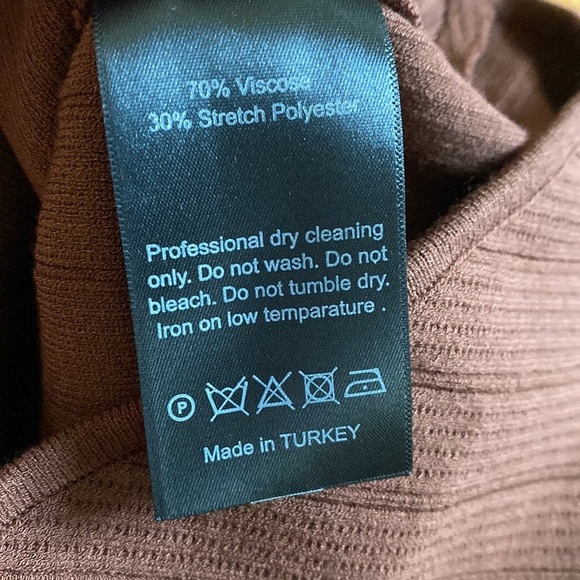 70% Viscose
30% Stretch Polyester
Professional dry cleaning
only. Do not wash. Do not
bleach. Do not tumble dry.
Iron on low temparature .
P
Made in TURKEY